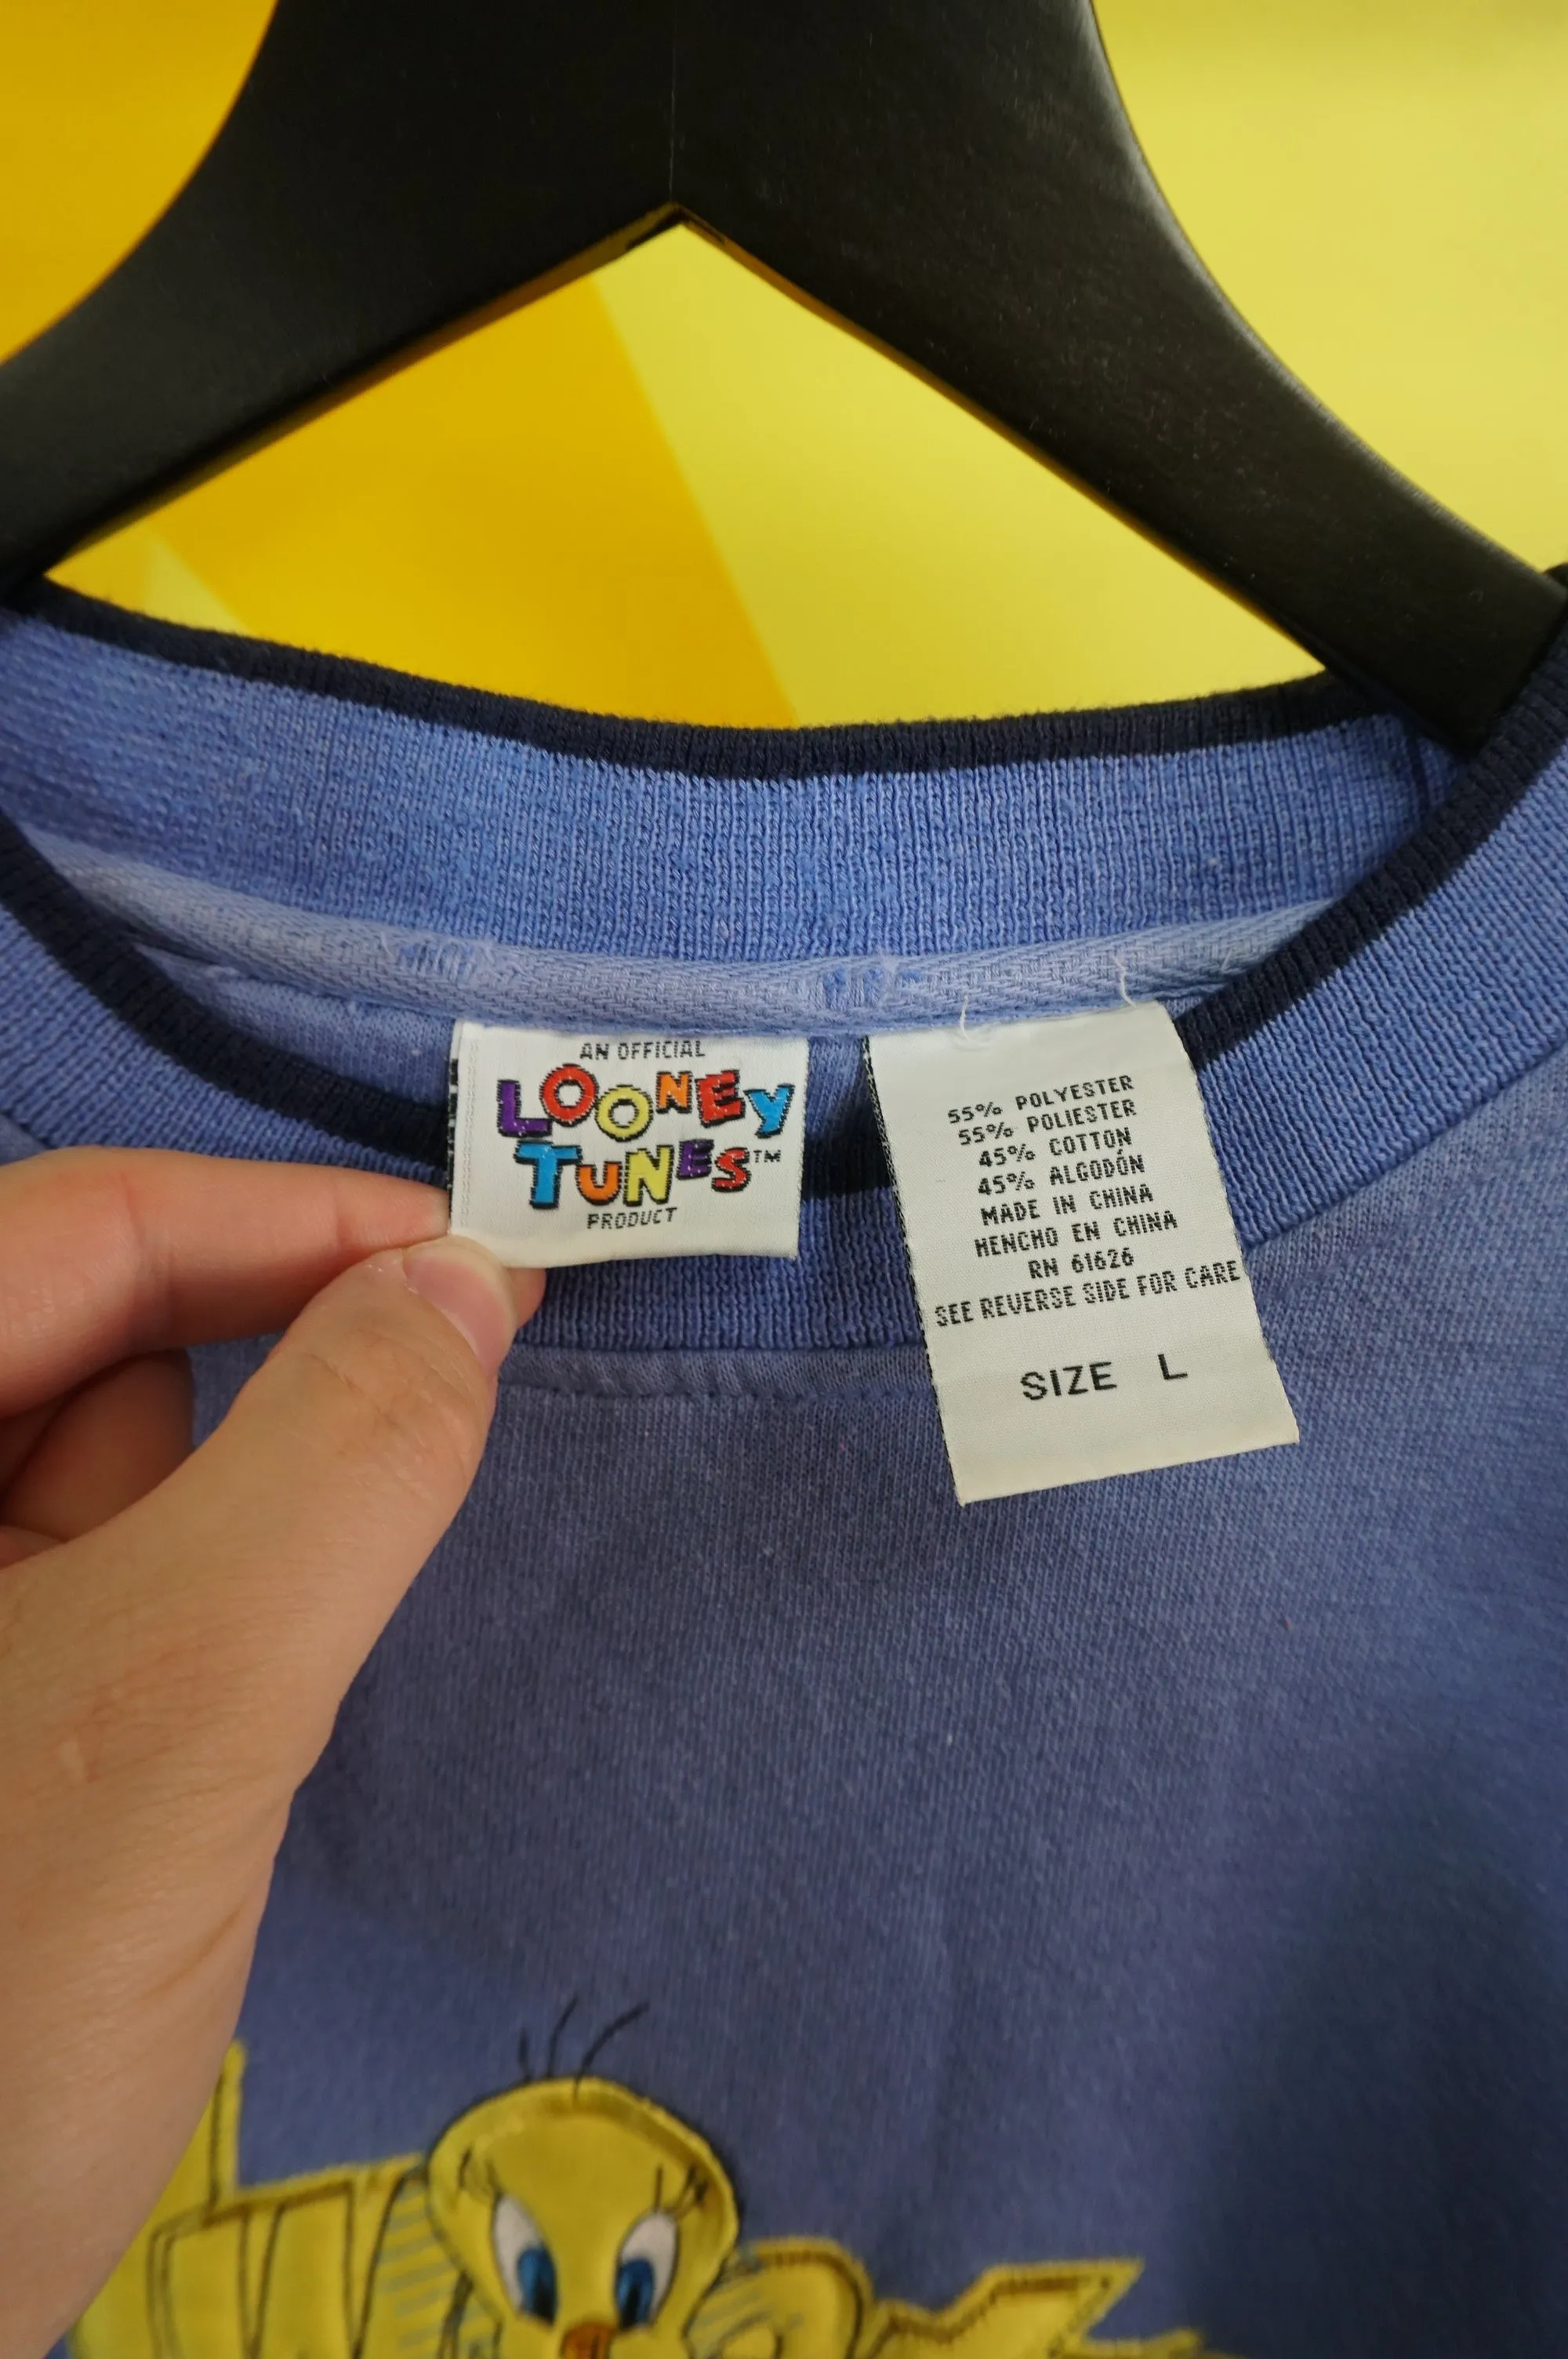 AN OFFICIAL
LOONEY
TUNES™
PRODUCT
55% POLYESTER
55% POLIESTER
45% COTTON
45% ALGODÓN
MADE IN CHINA
HENCHO EN CHINA
RN 61626
SEE REVERSE SIDE FOR CARE
SIZE L